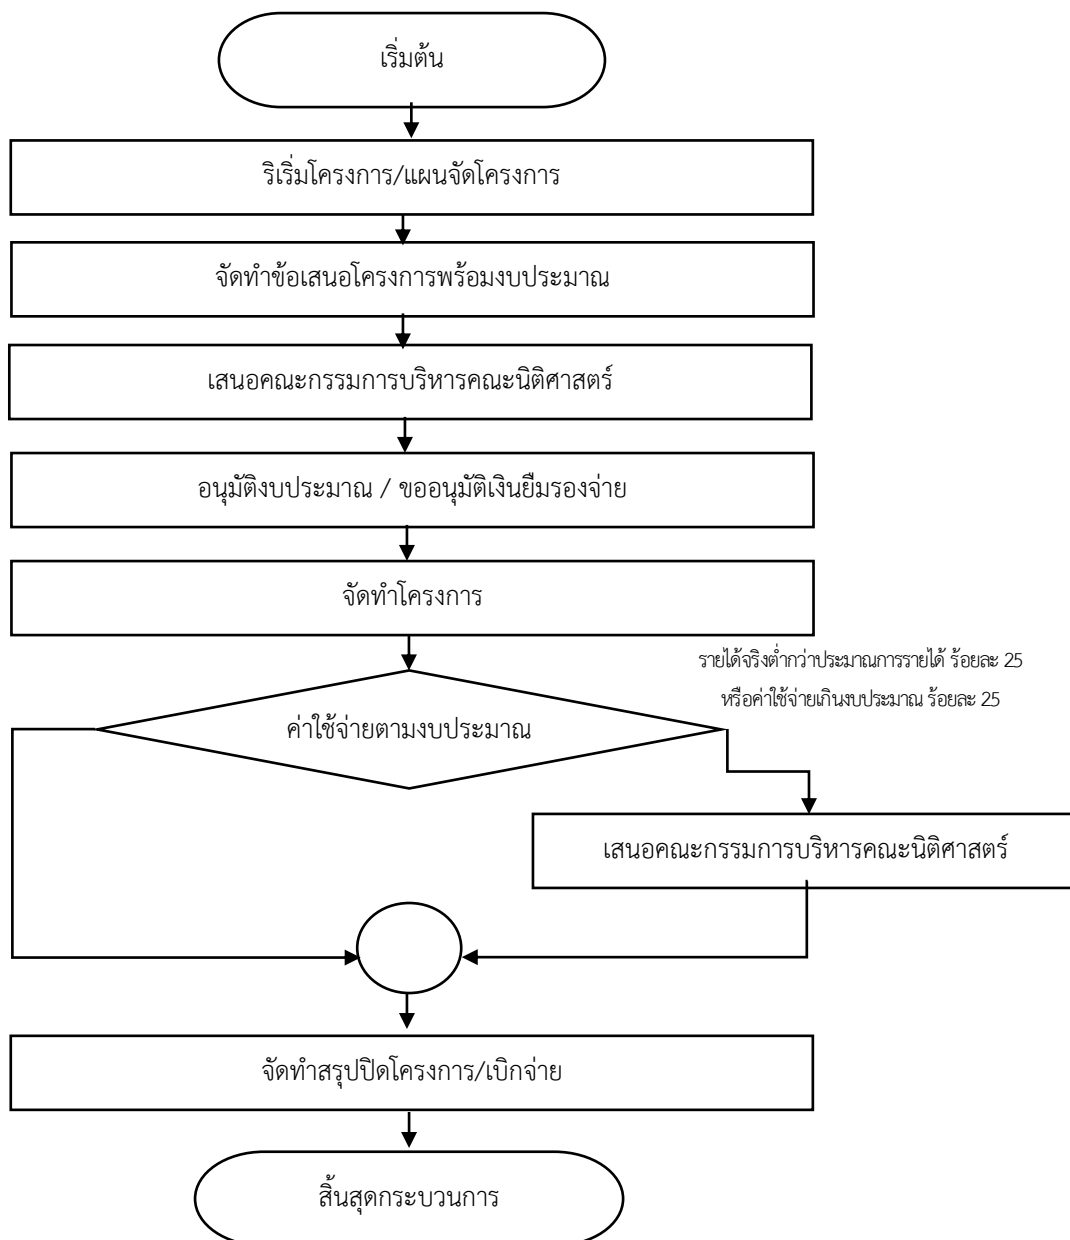 เริ่มต้น
ริเริ่มโครงการ/แผนจัดโครงการ
จัดทำข้อเสนอโครงการพร้อมงบประมาณ
เสนอคณะกรรมการบริหารคณะนิติศาสตร์
อนุมัติงบประมาณ / ขออนุมัติเงินยืมรองจ่าย
จัดทำโครงการ
รายได้จริงต่ำกว่าประมาณการรายได้ ร้อยละ 25
หรือค่าใช้จ่ายเกินงบประมาณ ร้อยละ 25
ค่าใช้จ่ายตามงบประมาณ
เสนอคณะกรรมการบริหารคณะนิติศาสตร์
จัดทำสรุปปิดโครงการ/เบิกจ่าย
สิ้นสุดกระบวนการ